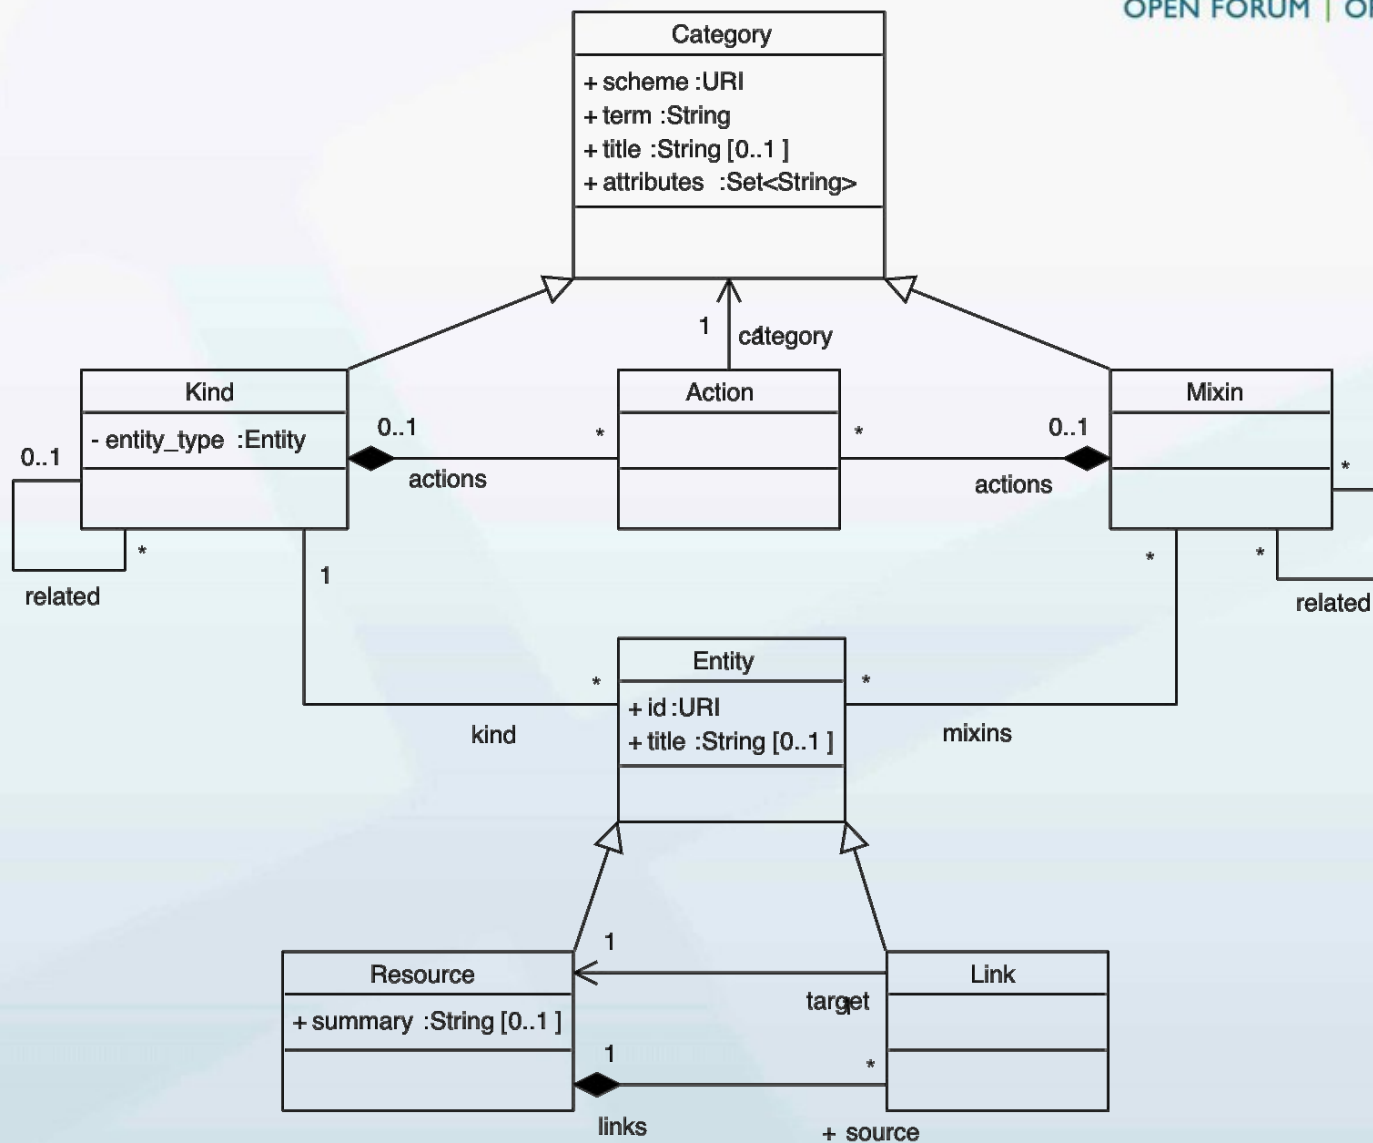 OPEN FORUM |
Category
+ scheme :URI
+ term :String
+ title :String [0..1 ]
+ attributes :Set<String>
1
category
Kind
- entity_type :Entity
0..1
0..1
*
actions
*
related
1
Action
*
0..1
actions
Mixin
*
*
*
related
Entity
+ id :URI
+ title :String [0..1 ]
*
kind
*
mixins
Resource
+ summary :String [0..1 ]
1
target
1
*
links
+ source
Link